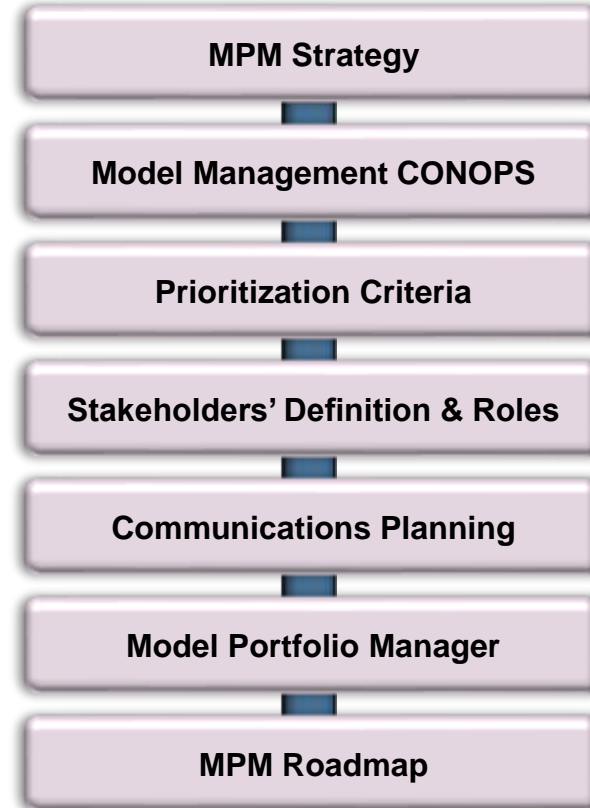 MPM Strategy
Model Management CONOPS
Prioritization Criteria
Stakeholders’ Definition & Roles
Communications Planning
Model Portfolio Manager
MPM Roadmap